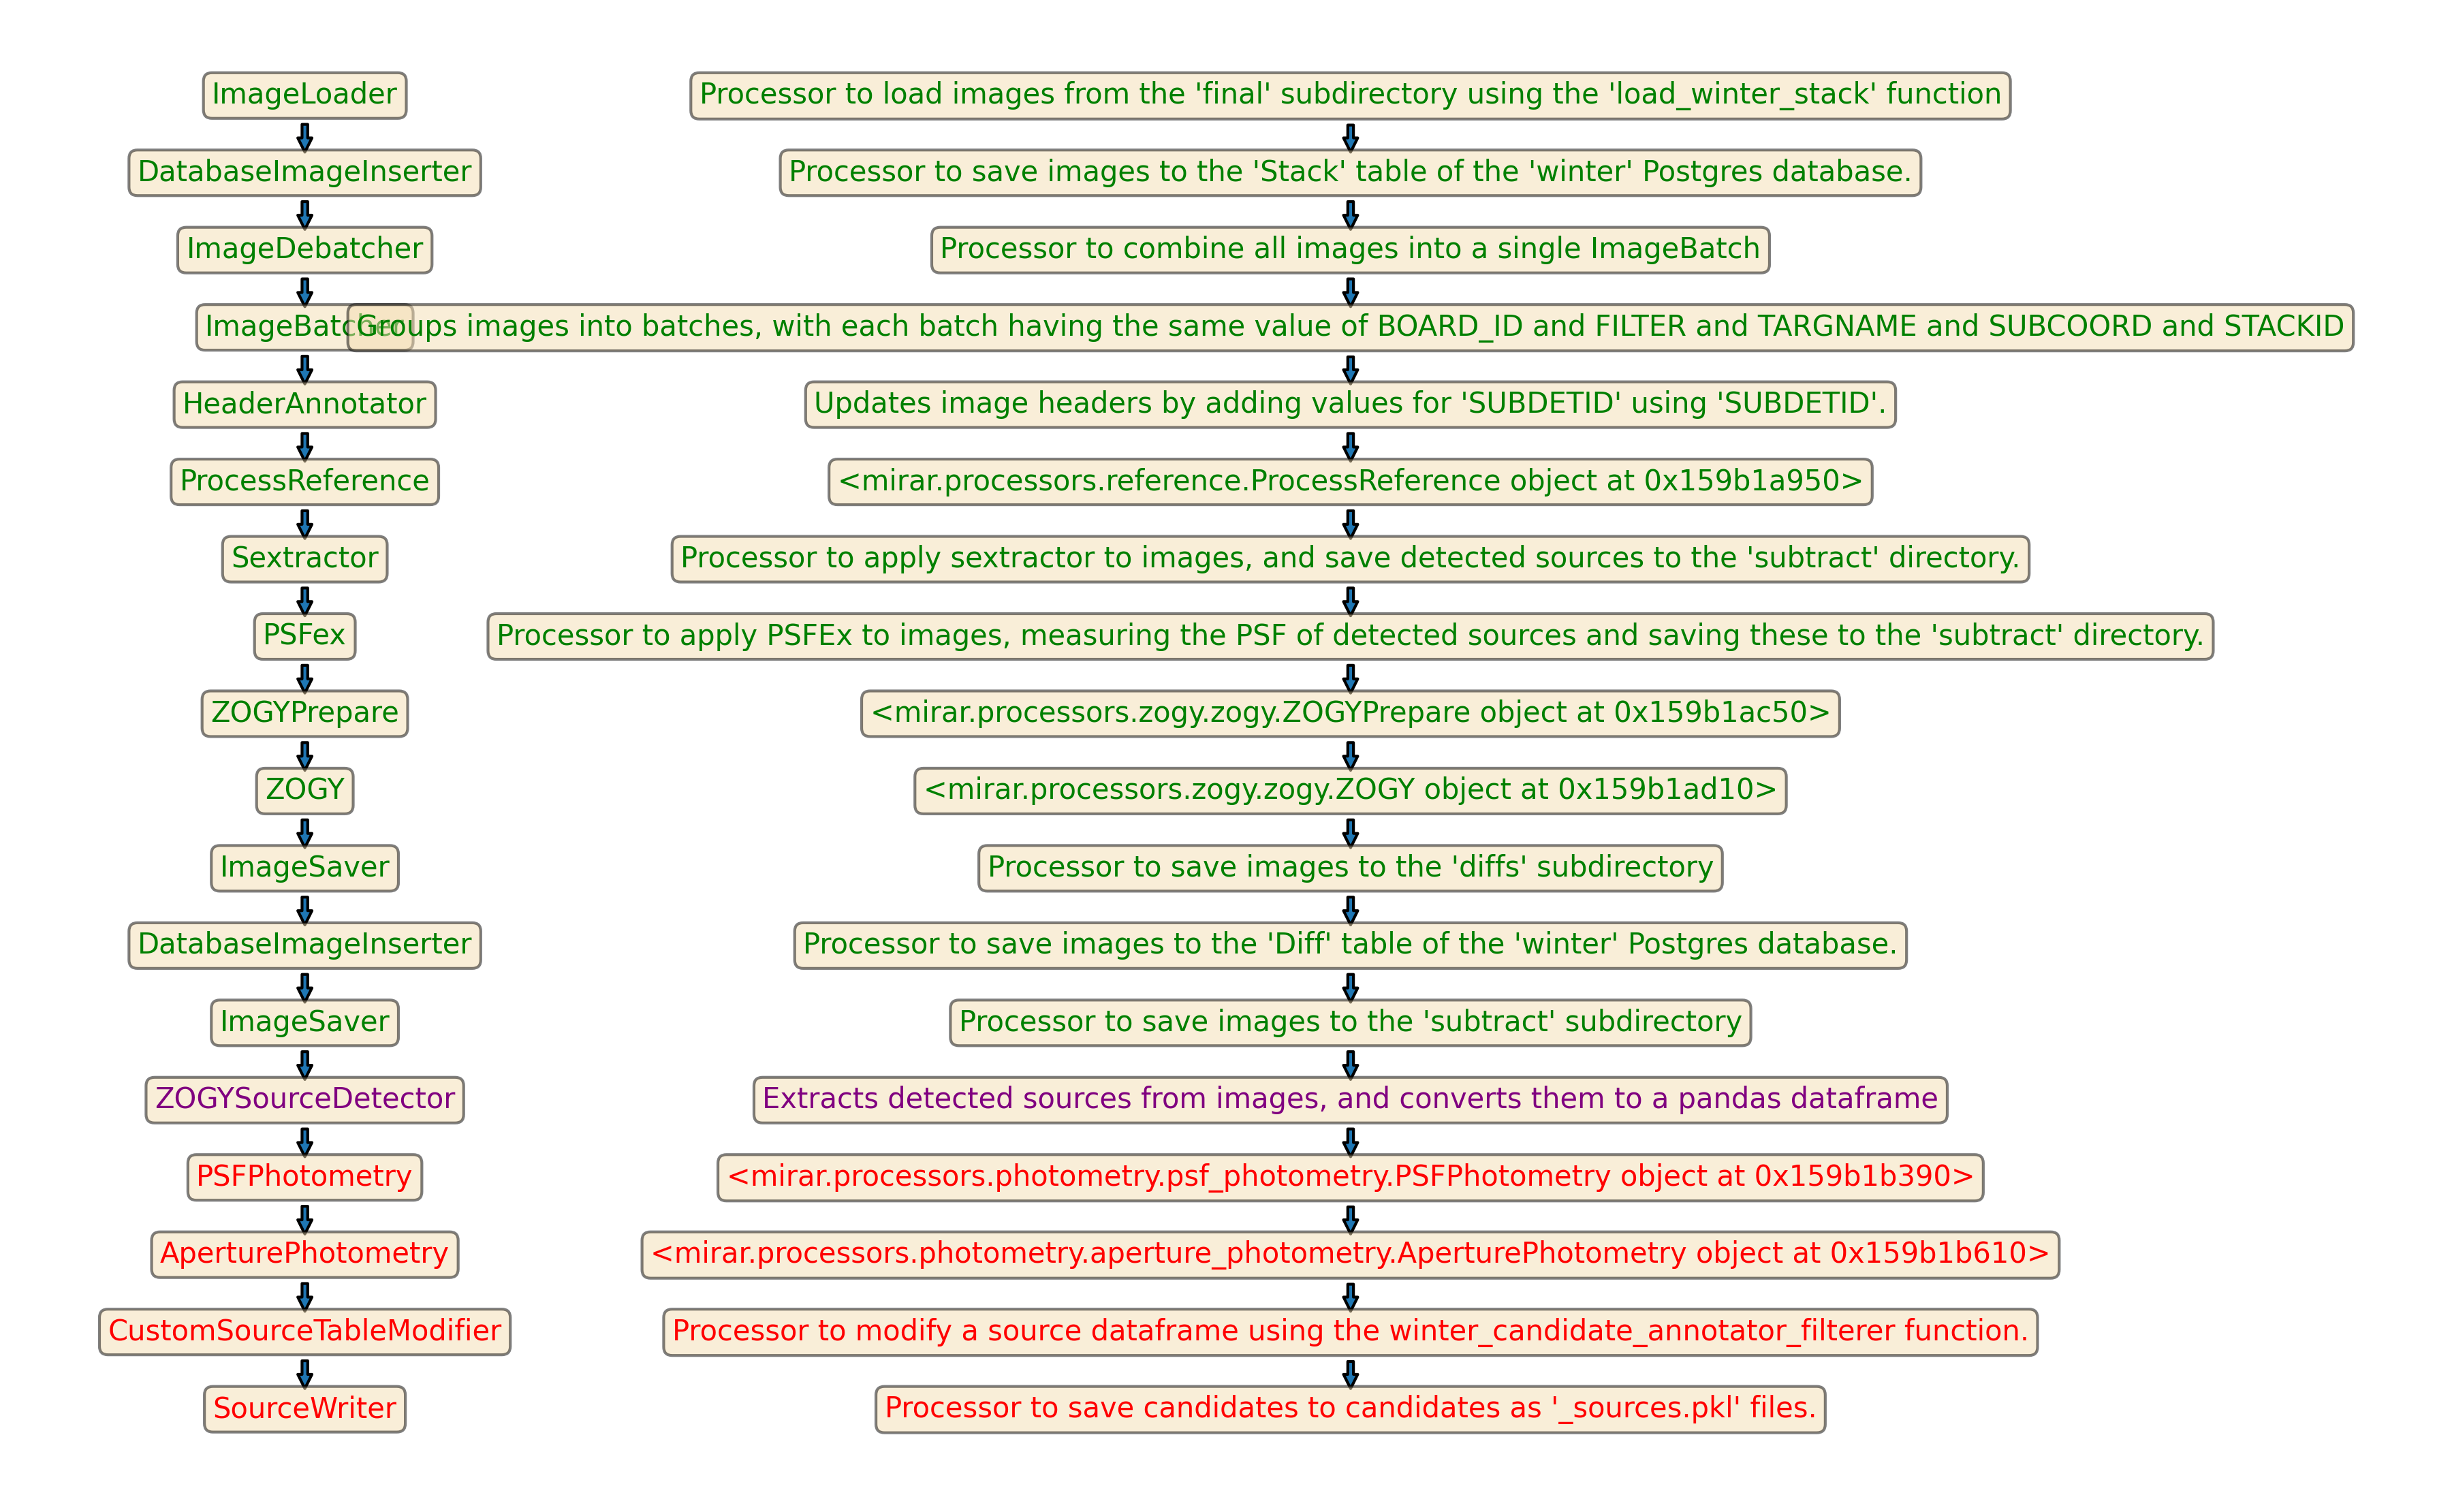 ImageLoader
Processor to load images from the 'final' subdirectory using the 'load_winter_stack' function
DatabaseImageInserter
Processor to save images to the 'Stack' table of the 'winter' Postgres database.
ImageDebatcher
Processor to combine all images into a single ImageBatch
ImageBatcher
Groups images into batches, with each batch having the same value of BOARD_ID and FILTER and TARGNAME and SUBCOORD and STACKID
HeaderAnnotator
Updates image headers by adding values for 'SUBDETID' using 'SUBDETID'.
ProcessReference
<mirar.processors.reference.ProcessReference object at 0x159b1a950>
Sextractor
Processor to apply sextractor to images, and save detected sources to the 'subtract' directory.
PSFex
Processor to apply PSFEx to images, measuring the PSF of detected sources and saving these to the 'subtract' directory.
ZOGYPrepare
<mirar.processors.zogy.zogy.ZOGYPrepare object at 0x159b1ac50>
ZOGY
<mirar.processors.zogy.zogy.ZOGY object at 0x159b1ad10>
ImageSaver
Processor to save images to the 'diffs' subdirectory
DatabaseImageInserter
Processor to save images to the 'Diff' table of the 'winter' Postgres database.
ImageSaver
Processor to save images to the 'subtract' subdirectory
ZOGYSourceDetector
Extracts detected sources from images, and converts them to a pandas dataframe
PSFPhotometry
<mirar.processors.photometry.psf_photometry.PSFPhotometry object at 0x159b1b390>
AperturePhotometry
<mirar.processors.photometry.aperture_photometry.AperturePhotometry object at 0x159b1b610>
CustomSourceTableModifier
Processor to modify a source dataframe using the winter_candidate_annotator_filterer function.
SourceWriter
Processor to save candidates to candidates as '_sources.pkl' files.